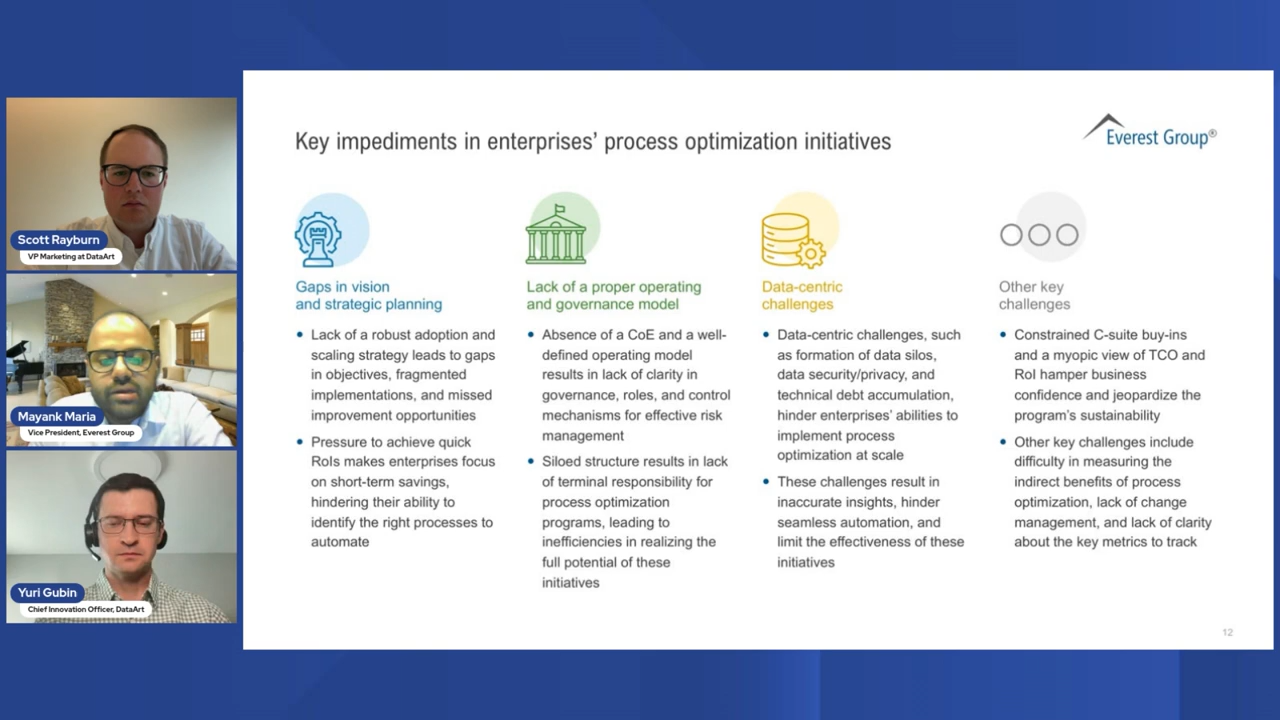 Scott Rayburn
VP Marketing at DataArt
Mayank Maria
Vice President, Everest Group
Yuri Gubin
Chief Innovation Officer, DataArt
Key impediments in enterprises’ process optimization initiatives
Everest Group®
Gaps in vision
and strategic planning
• Lack of a robust adoption and
scaling strategy leads to gaps
in objectives, fragmented
implementations, and missed
improvement opportunities
• Pressure to achieve quick
RoIs makes enterprises focus
on short-term savings,
hindering their ability to
identify the right processes to
automate
Lack of a proper operating
and governance model
• Absence of a CoE and a well-
defined operating model
results in lack of clarity in
governance, roles, and control
mechanisms for effective risk
management
• Siloed structure results in lack
of terminal responsibility for
process optimization
programs, leading to
inefficiencies in realizing the
full potential of these
initiatives
Data-centric
challenges
• Data-centric challenges, such
as formation of data silos,
data security/privacy, and
technical debt accumulation,
hinder enterprises’ abilities to
implement process
optimization at scale
• These challenges result in
inaccurate insights, hinder
seamless automation, and
limit the effectiveness of these
initiatives
Other key
challenges
• Constrained C-suite buy-ins
and a myopic view of TCO and
RoI hamper business
confidence and jeopardize the
program’s sustainability
• Other key challenges include
difficulty in measuring the
indirect benefits of process
optimization, lack of change
management, and lack of clarity
about the key metrics to track
12